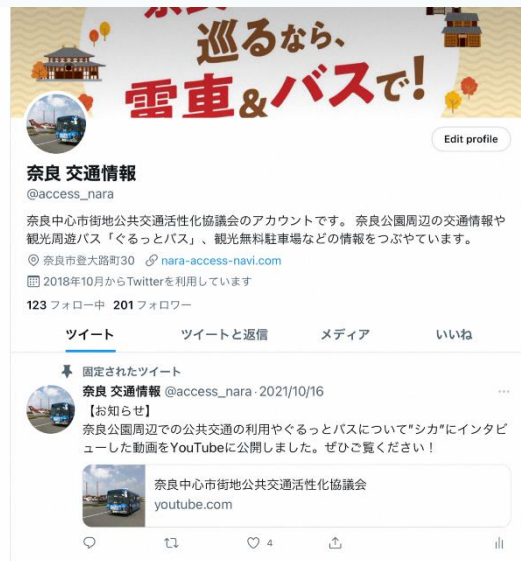 巡るなら、
電車&バスで!
Edit profile
奈良 交通情報
@access_nara
奈良中心市街地公共交通活性化協議会のアカウントです。 奈良公園周辺の交通情報や
観光周遊バス「ぐるっとバス」、観光無料駐車場などの情報をつぶやています。
奈良市登大路町30 nara-access-navi.com
2018年10月からTwitterを利用しています
123 フォロー中 201 フォロワー
ツイート ツイートと返信 メディア いいね
固定されたツイート
奈良 交通情報 @access_nara · 2021/10/16
【お知らせ】
奈良公園周辺での公共交通の利用やぐるっとバスについて"シカ"にインタビ
ューした動画をYouTubeに公開しました。ぜひご覧ください！
奈良中心市街地公共交通活性化協議会
youtube.com
4